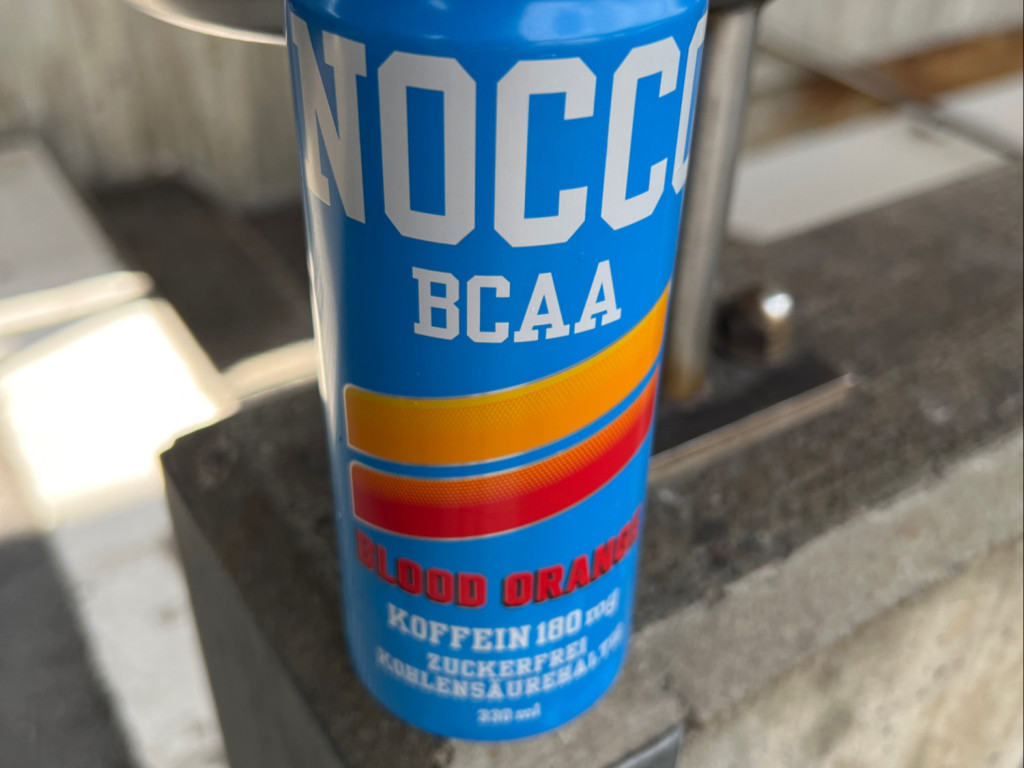 NOCCO
BCAA
BLOOD ORANGE
KOFFEIN 180 mg
ZUCKERFREI
KOHLENSÄUREHALTIG
330 ml